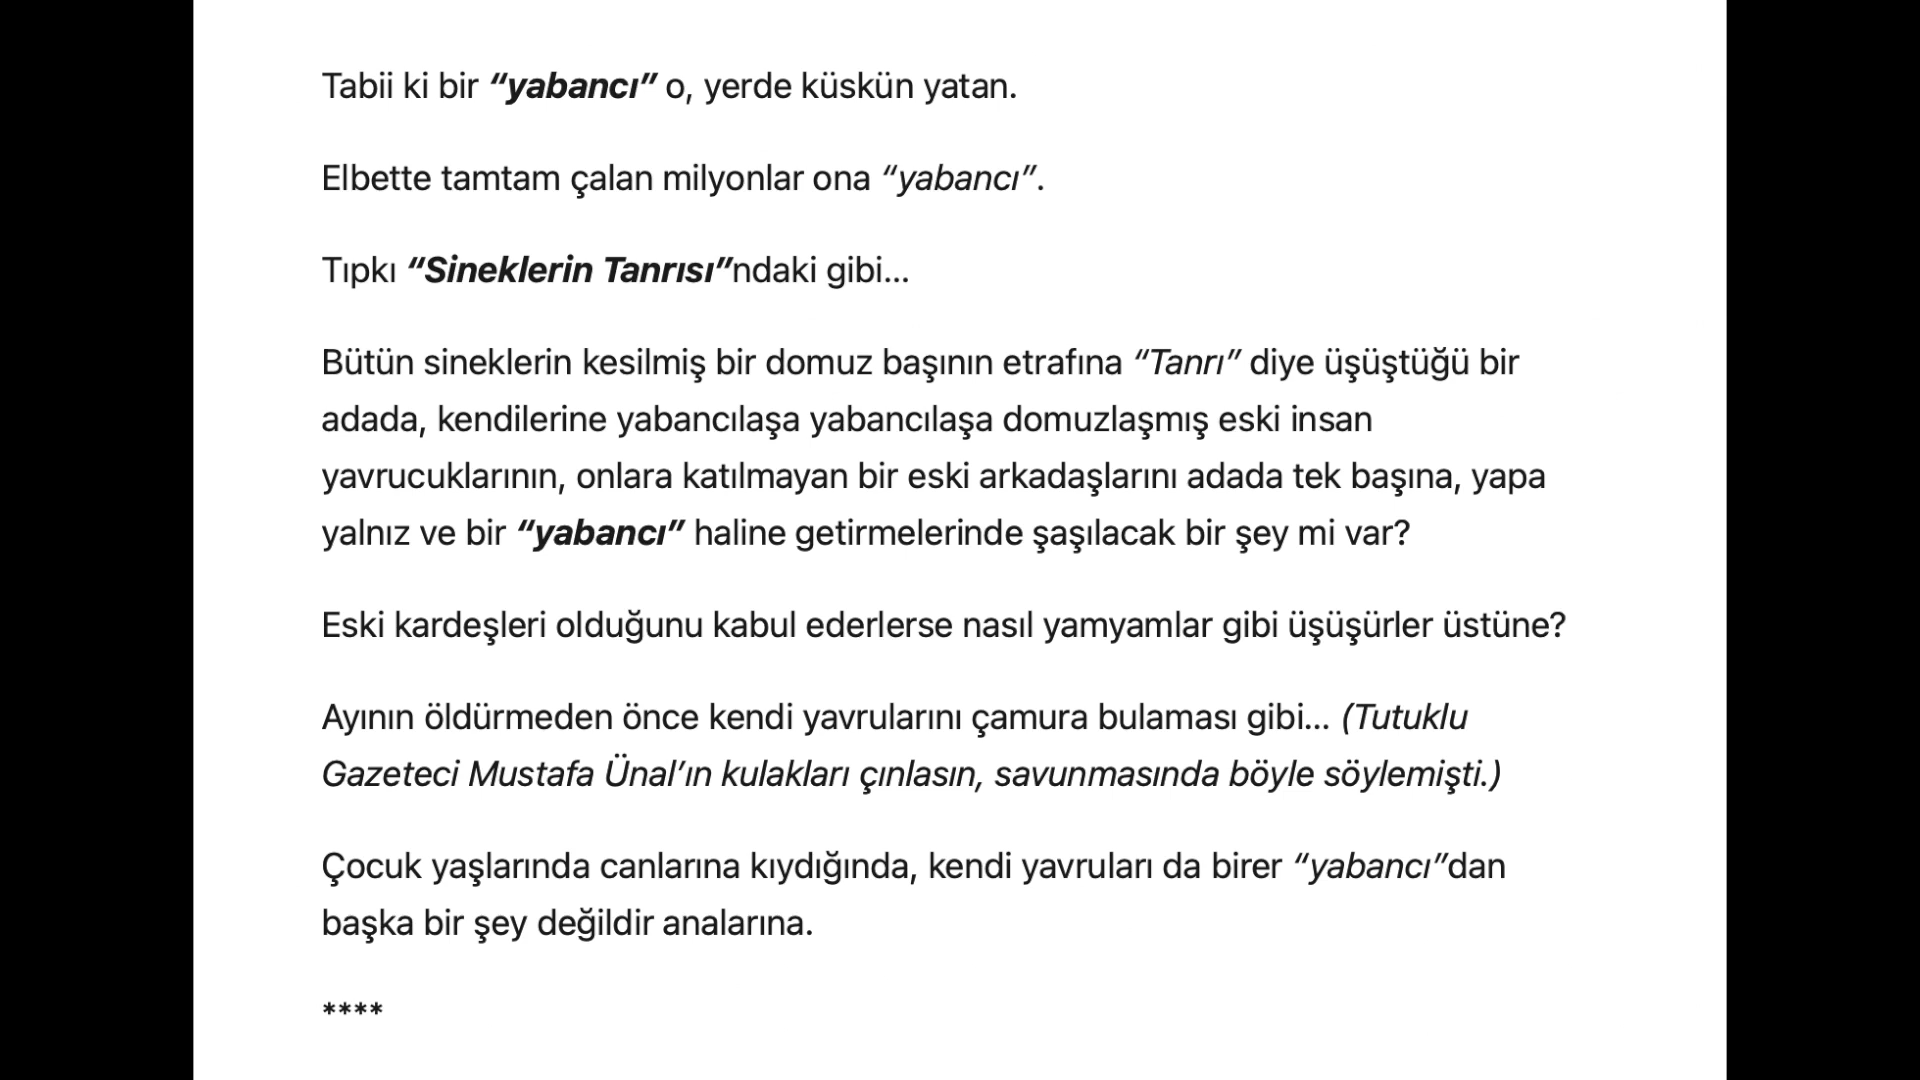 Tabii ki bir “yabancı” o, yerde küskün yatan.
Elbette tamtam çalan milyonlar ona “yabancı”.
Tıpkı “Sineklerin Tanrısı”ndaki gibi…
Bütün sineklerin kesilmiş bir domuz başının etrafına “Tanrı” diye üşüştüğü bir
adada, kendilerine yabancılaşa yabancılaşa domuzlaşmış eski insan
yavrucuklarının, onlara katılmayan bir eski arkadaşlarını adada tek başına, yapa
yalnız ve bir “yabancı” haline getirmelerinde şaşılacak bir şey mi var?
Eski kardeşleri olduğunu kabul ederlerse nasıl yamyamlar gibi üşüşürler üstüne?
Ayının öldürmeden önce kendi yavrularını çamura bulaması gibi… (Tutuklu
Gazeteci Mustafa Ünal’ın kulakları çınlasın, savunmasında böyle söylemişti.)
Çocuk yaşlarında canlarına kıydığında, kendi yavruları da birer “yabancı”dan
başka bir şey değildir analarına.
****